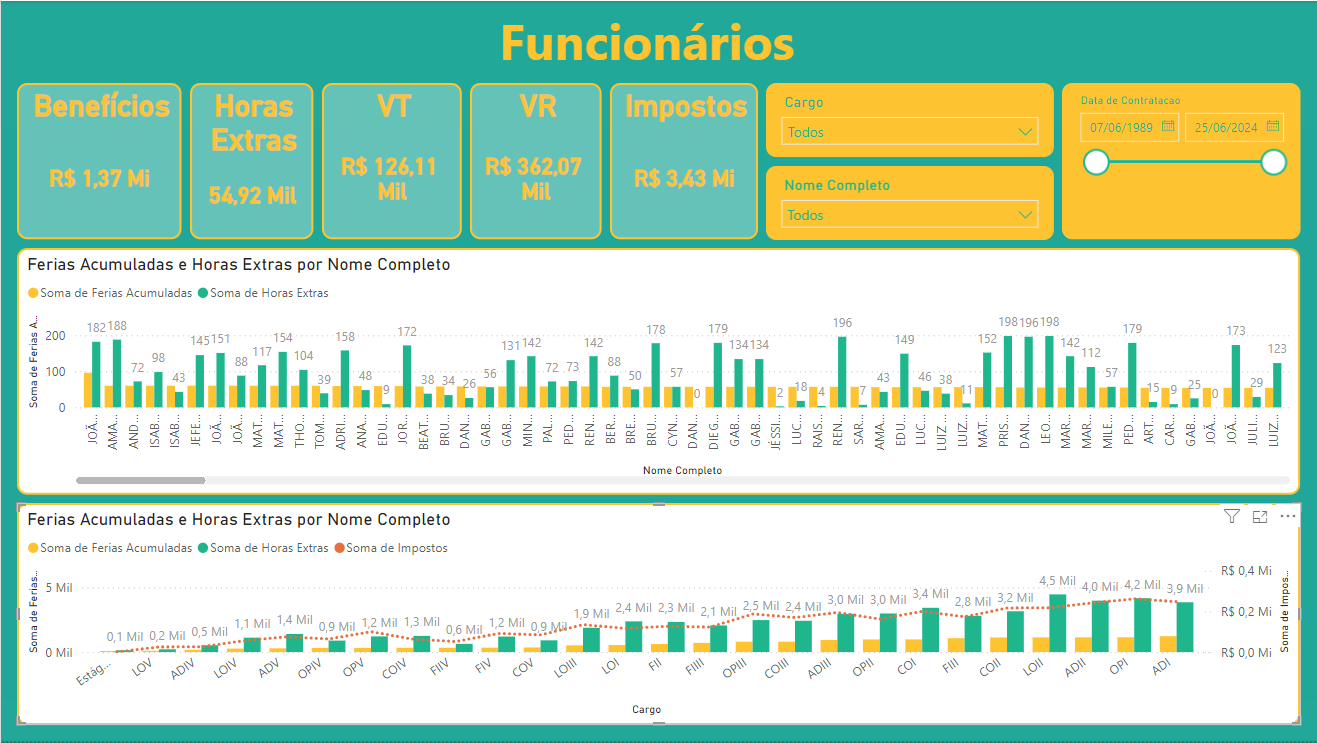 Funcionários
Benefícios
R$ 1,37 Mi
Horas
Extras
54,92 Mil
VT
R$ 126,11
Mil
VR
R$ 362,07
Mil
Impostos
R$ 3,43 Mi
Cargo
Todos
Nome Completo
Todos
Data de Contratacao
07/06/1989 25/06/2024
Ferias Acumuladas e Horas Extras por Nome Completo
Soma de Ferias Acumuladas Soma de Horas Extras
Soma de Ferias A...
200
100
0
182 188 72 98 43 145 151 88 117 154 104 39 158 48 9 172 38 34 26 56 131 142 72 73 142 88 50 178 57 0 179 134 134 2 18 4 196 7 43 149 46 38 11 152 198 196 198 142 112 57 179 15 9 25 0 173 29 123
JOÃ... AMA... AND... ISAB... ISAB... JEFE... JOÃ... JOÃ... MAT... MAT... THO... TOM... ADRI... ANA... EDU... JOR... BEAT... BRU... DAN... GAB... GAB... MIN... PAL... PED... REN... BER... BRE... BRU... CYN... DAN... DIEG... GAB... GAB... JÉSSI... LUC... RAIS... REN... SAR... AMA... EDU... LUC... LUIZ... LUIZ... MAT... PRIS... DAN... LEO... MAR... MAR... MILE... PED... ART... CAR... GAB... JOÃ... JOÃ... JULI... LUIZ...
Nome Completo
Ferias Acumuladas e Horas Extras por Nome Completo
Soma de Ferias Acumuladas Soma de Horas Extras Soma de Impostos
Soma de Ferias...
5 Mil
0 Mil
0,1 Mil 0,2 Mil 0,5 Mil 1,1 Mil 1,4 Mil 0,9 Mil 1,2 Mil 1,3 Mil 0,6 Mil 1,2 Mil 0,9 Mil 1,9 Mil 2,4 Mil 2,3 Mil 2,1 Mil 2,5 Mil 2,4 Mil 3,0 Mil 3,0 Mil 3,4 Mil 2,8 Mil 3,2 Mil 4,5 Mil 4,0 Mil 4,2 Mil 3,9 Mil
R$ 0,4 Mi
R$ 0,2 Mi
R$ 0,0 Mi
Soma de Impos...
Estág... LOV ADIV LOIV ADV OPIV OPV COIV FIIV FIV COV LOIII LOI FII FIIII OPIII COIII ADIII OPII COI FIII COII LOII ADII OPI ADI
Cargo